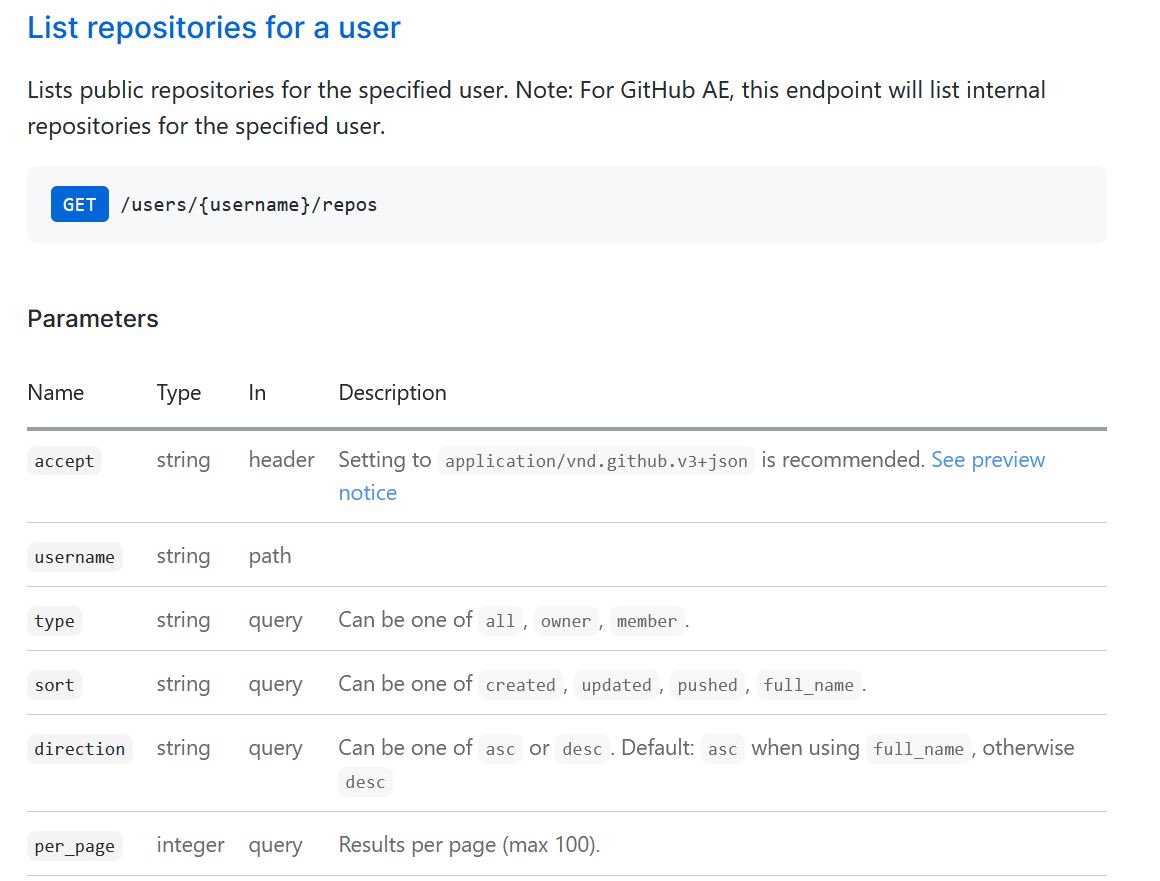 List repositories for a user
Lists public repositories for the specified user. Note: For GitHub AE, this endpoint will list internal
repositories for the specified user.
GET /users/{username}/repos
Parameters
Name Type In Description
accept string header Setting to application/vnd.github.v3+json is recommended. See preview
notice
username string path
type string query Can be one of all, owner, member.
sort string query Can be one of created, updated, pushed, full_name.
direction string query Can be one of asc or desc. Default: asc when using full_name, otherwise
desc
per_page integer query Results per page (max 100).